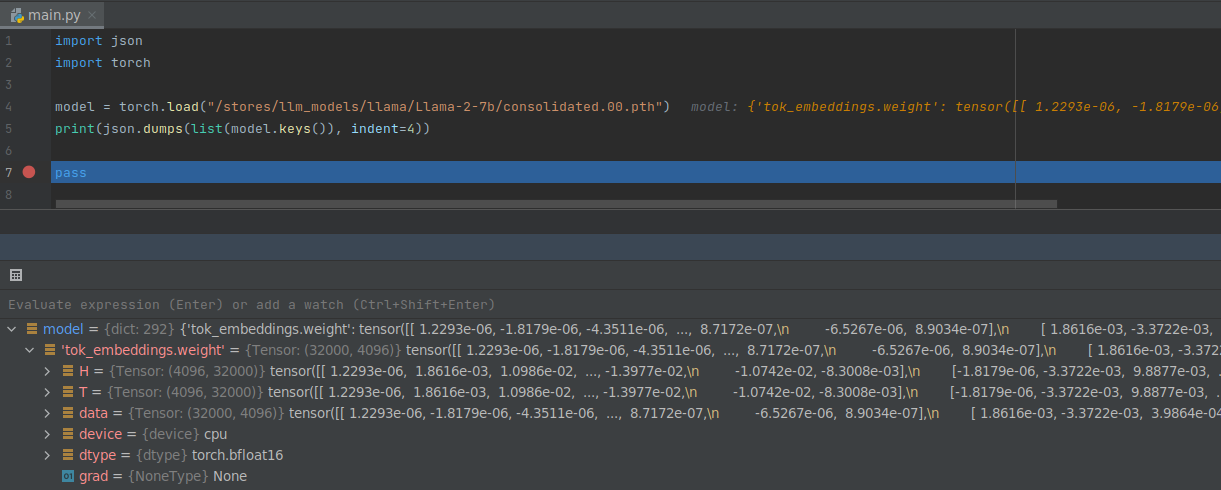 main.py
1 import json
2 import torch
3
4 model = torch.load("/stores/llm_models/llama/Llama-2-7b/consolidated.00.pth") model: {'tok_embeddings.weight': tensor([[ 1.2293e-06, -1.8179e-06
5 print(json.dumps(list(model.keys()), indent=4))
6
7 pass
8
Evaluate expression (Enter) or add a watch (Ctrl+Shift+Enter)
model = {dict: 292} {'tok_embeddings.weight': tensor([[ 1.2293e-06, -1.8179e-06, -4.3511e-06, ..., 8.7172e-07,\n -6.5267e-06, 8.9034e-07],\n [ 1.8616e-03, -3.3722e-03,
'tok_embeddings.weight' = {Tensor: (32000, 4096)} tensor([[ 1.2293e-06, -1.8179e-06, -4.3511e-06, ..., 8.7172e-07,\n -6.5267e-06, 8.9034e-07],\n [ 1.8616e-03, -3.3722
H = {Tensor: (4096, 32000)} tensor([[ 1.2293e-06, 1.8616e-03, 1.0986e-02, ..., -1.3977e-02,\n -1.0742e-02, -8.3008e-03],\n [-1.8179e-06, -3.3722e-03, 9.8877e-03, .
T = {Tensor: (4096, 32000)} tensor([[ 1.2293e-06, 1.8616e-03, 1.0986e-02, ..., -1.3977e-02,\n -1.0742e-02, -8.3008e-03],\n [-1.8179e-06, -3.3722e-03, 9.8877e-03, ..
data = {Tensor: (32000, 4096)} tensor([[ 1.2293e-06, -1.8179e-06, -4.3511e-06, ..., 8.7172e-07,\n -6.5267e-06, 8.9034e-07],\n [ 1.8616e-03, -3.3722e-03, 3.9864e-04
device = {device} cpu
dtype = {dtype} torch.bfloat16
grad = {NoneType} None